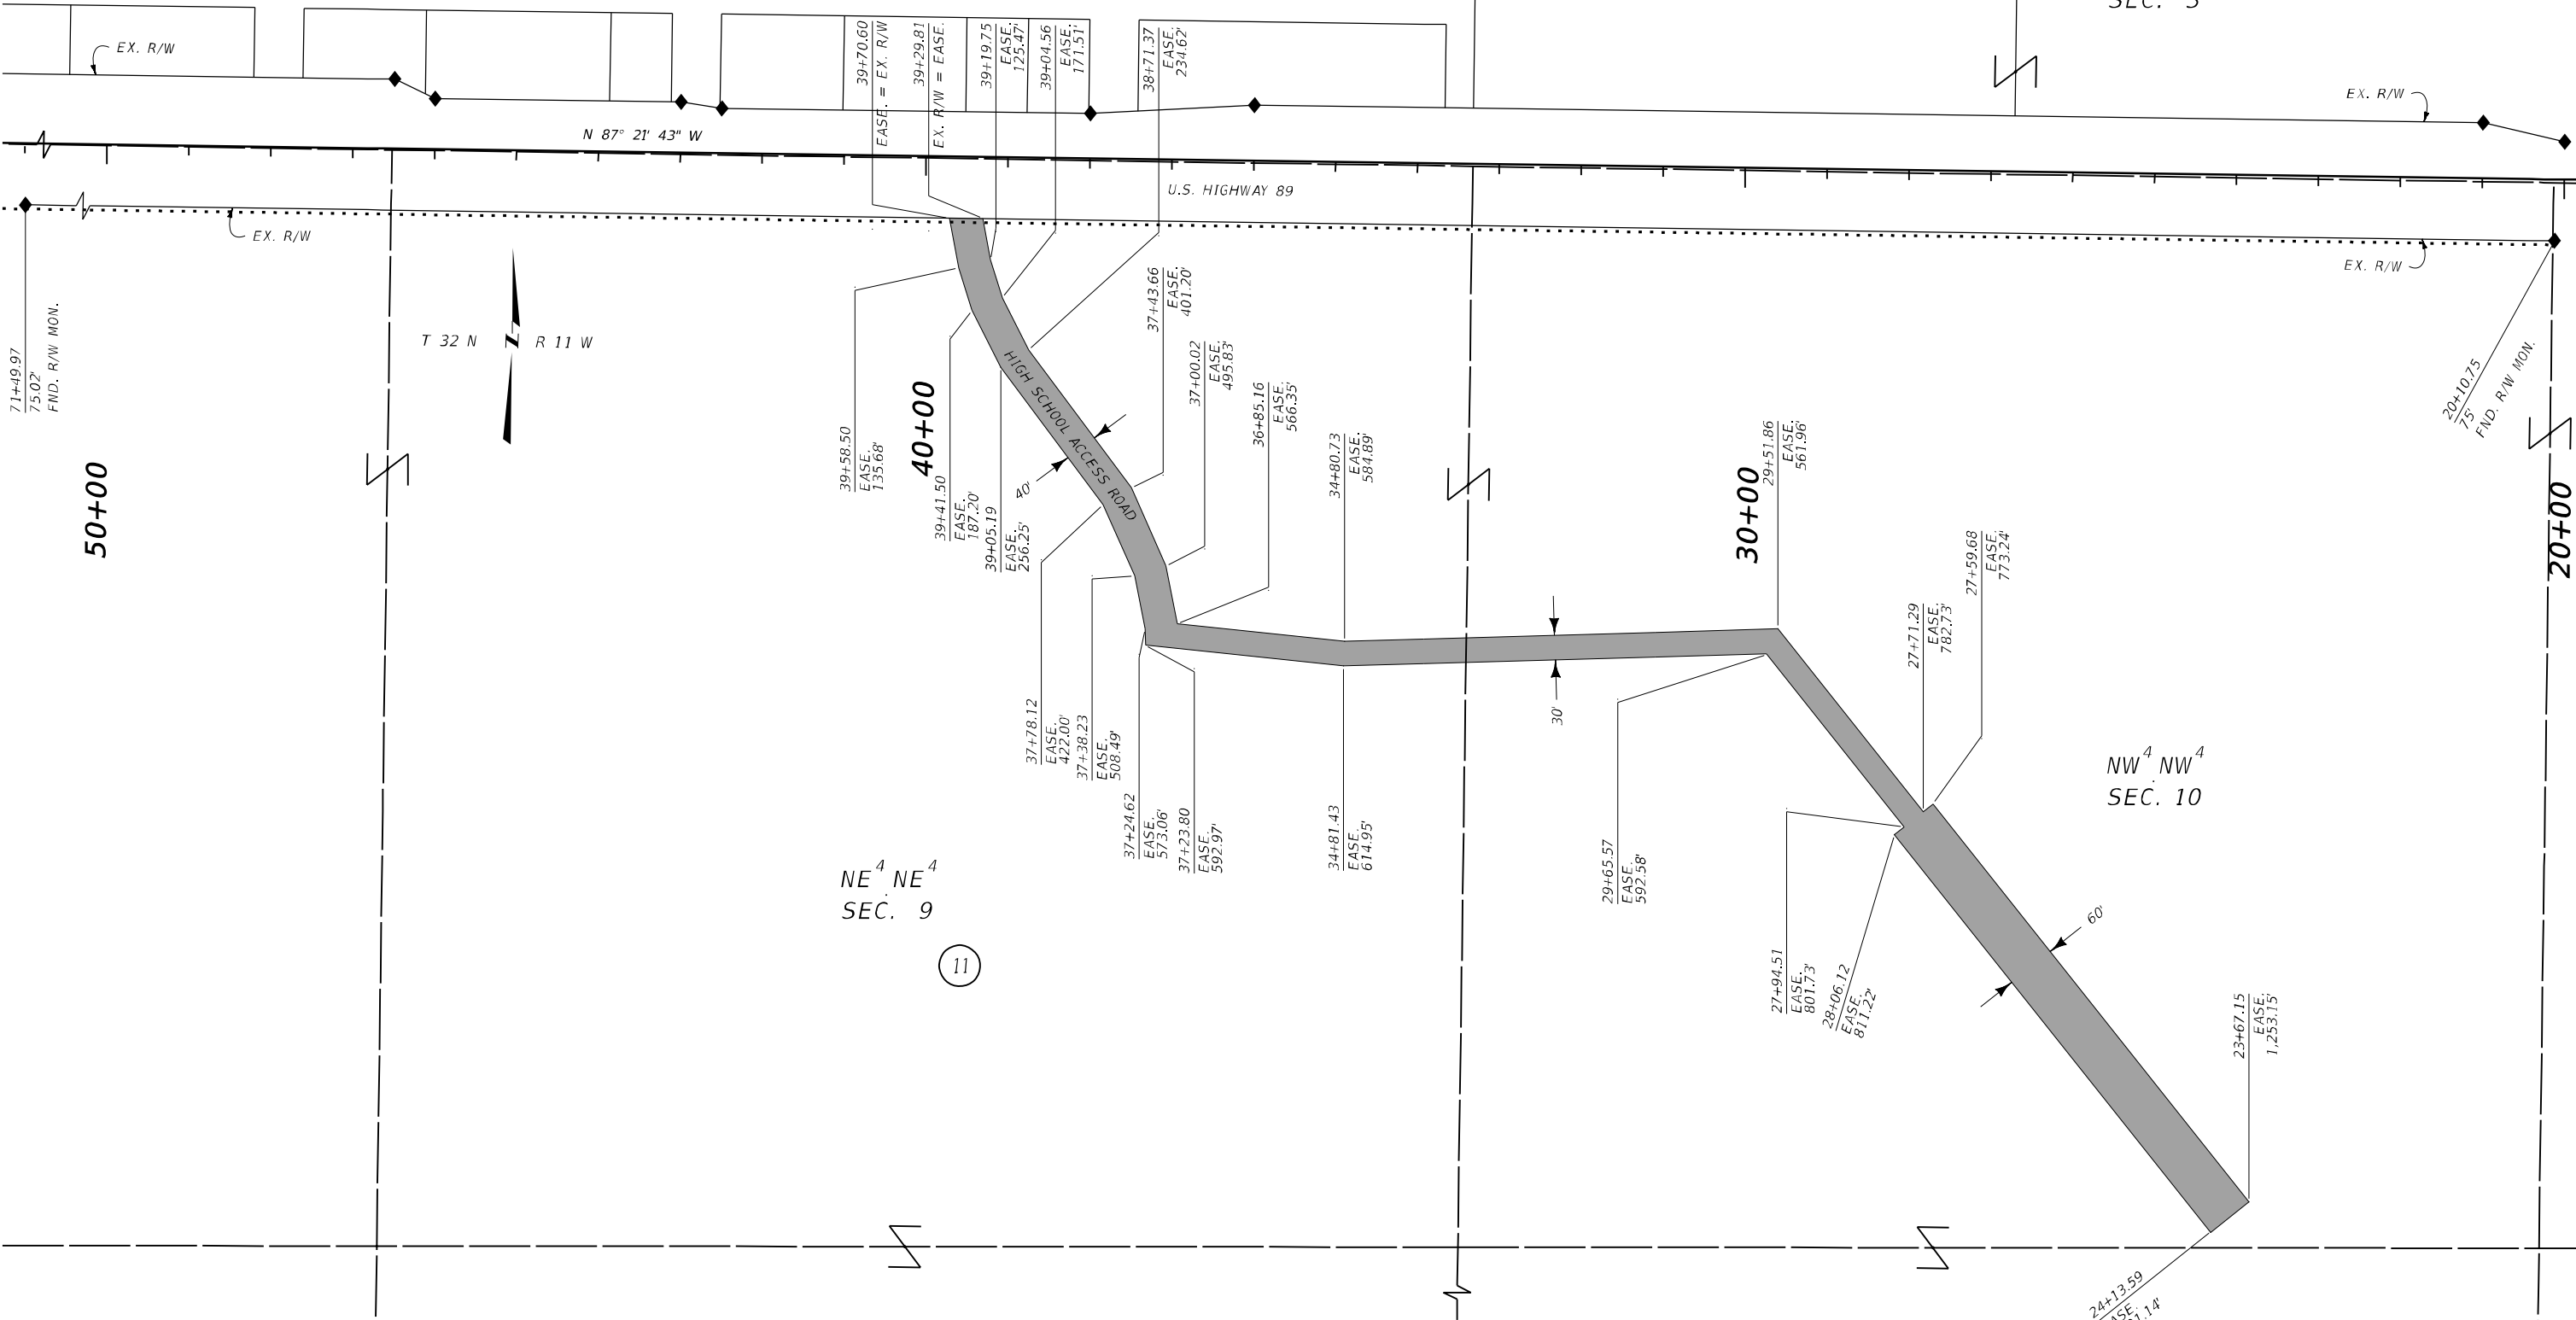 SEC. 3
EX. R/W
39+70.60
EASE. = EX. R/W
39+29.81
EX. R/W = EASE.
39+19.75
EASE.
125.47'
39+04.56
EASE.
171.51'
38+71.37
EASE.
234.62'
EX. R/W
N 87° 21' 43" W
U.S. HIGHWAY 89
EX. R/W
EX. R/W
71+49.97
75.02'
FND. R/W MON.
T 32 N
R 11 W
20+10.75
75'
FND. R/W MON.
50+00
40+00
30+00
20+00
39+58.50
EASE.
135.68'
39+41.50
EASE.
187.20'
39+05.19
EASE.
256.25'
HIGH SCHOOL ACCESS ROAD
40'
37+43.66
EASE.
401.20'
37+00.02
EASE.
495.83'
36+85.16
EASE.
566.35'
34+80.73
EASE.
584.89'
29+51.86
EASE.
561.96'
27+71.29
EASE.
782.73'
27+59.68
EASE.
773.24'
37+78.12
EASE.
422.00'
37+38.23
EASE.
508.49'
37+24.62
EASE.
573.06'
37+23.80
EASE.
592.97'
34+81.43
EASE.
614.95'
30'
29+65.57
EASE.
592.58'
27+94.51
EASE.
801.73'
28+06.12
EASE.
811.22'
60'
NW4 NW4
SEC. 10
NE4 NE4
SEC. 9
11
23+67.15
EASE.
1,253.15'
24+13.59